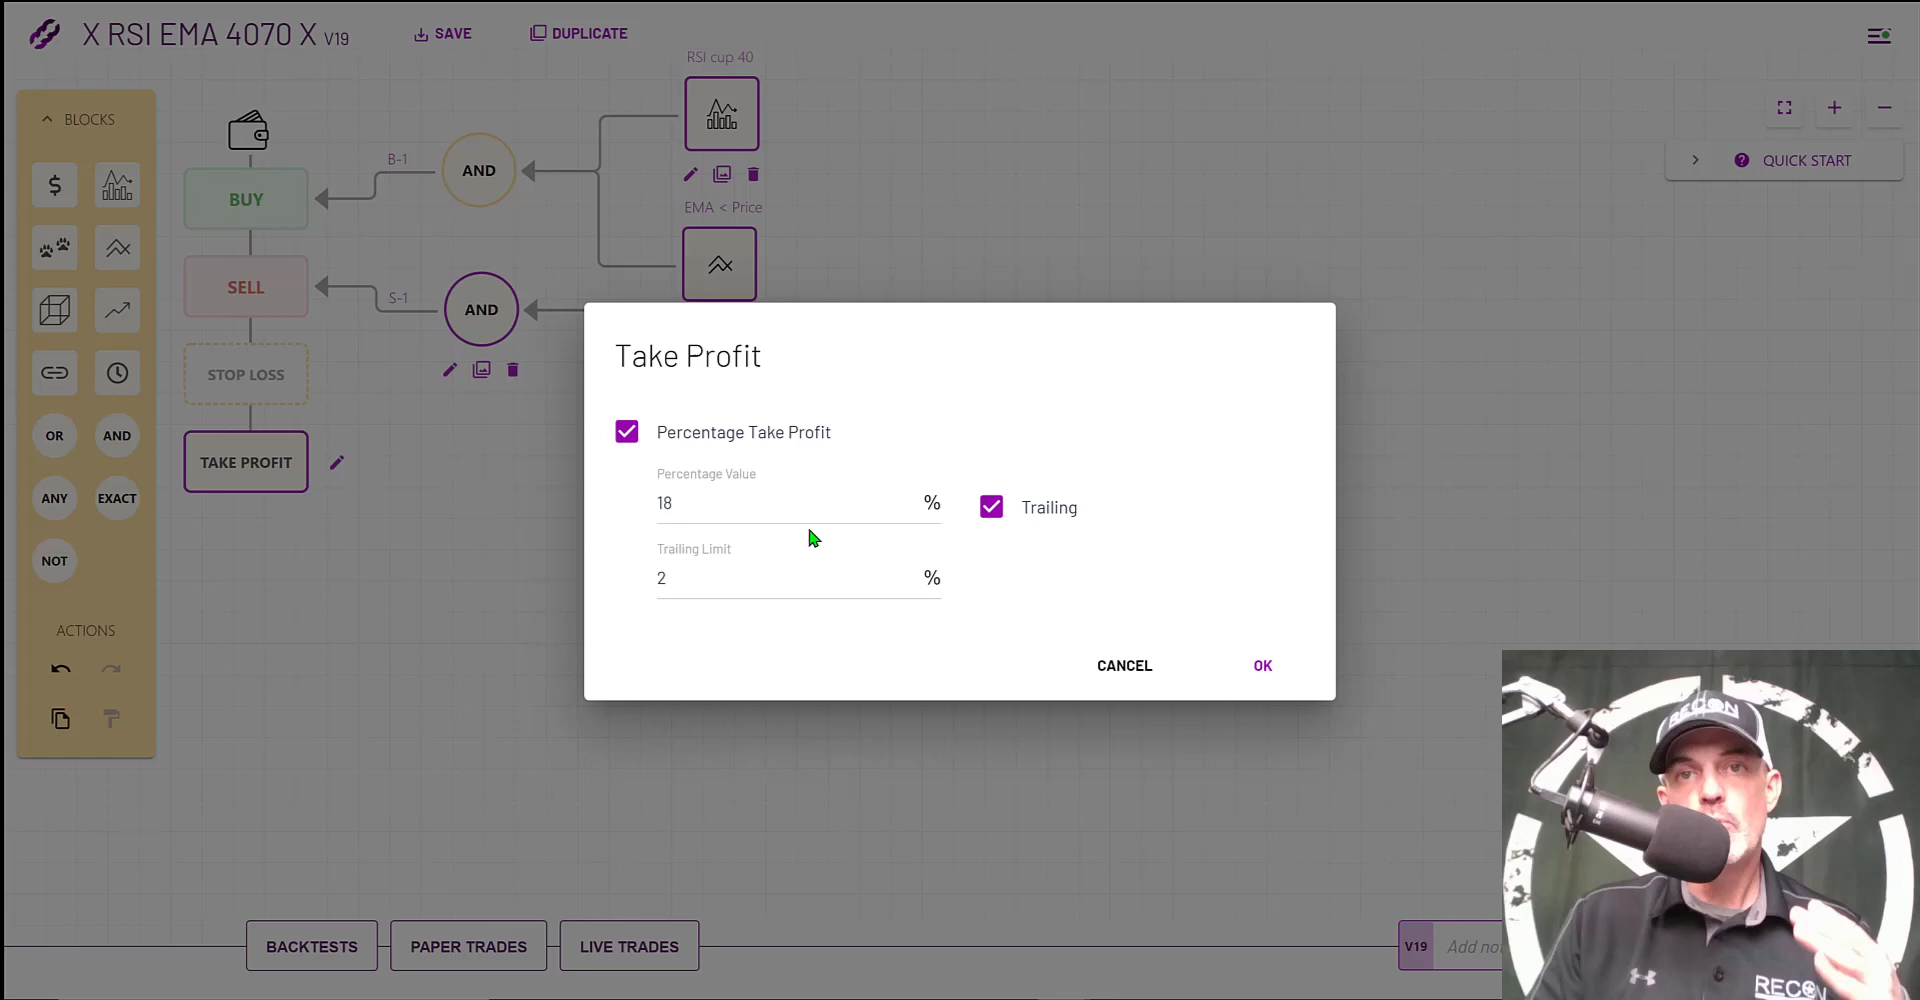 X RSI EMA 4070 X V19
SAVE
DUPLICATE
BLOCKS
OR
AND
ANY
EXACT
NOT
ACTIONS
BUY
SELL
STOP LOSS
TAKE PROFIT
B-1
S-1
AND
AND
RSI cup 40
EMA < Price
QUICK START
Take Profit
Percentage Take Profit
Percentage Value
18 %
Trailing
Trailing Limit
2 %
CANCEL
OK
BACKTESTS
PAPER TRADES
LIVE TRADES
V19
RECON
RECON